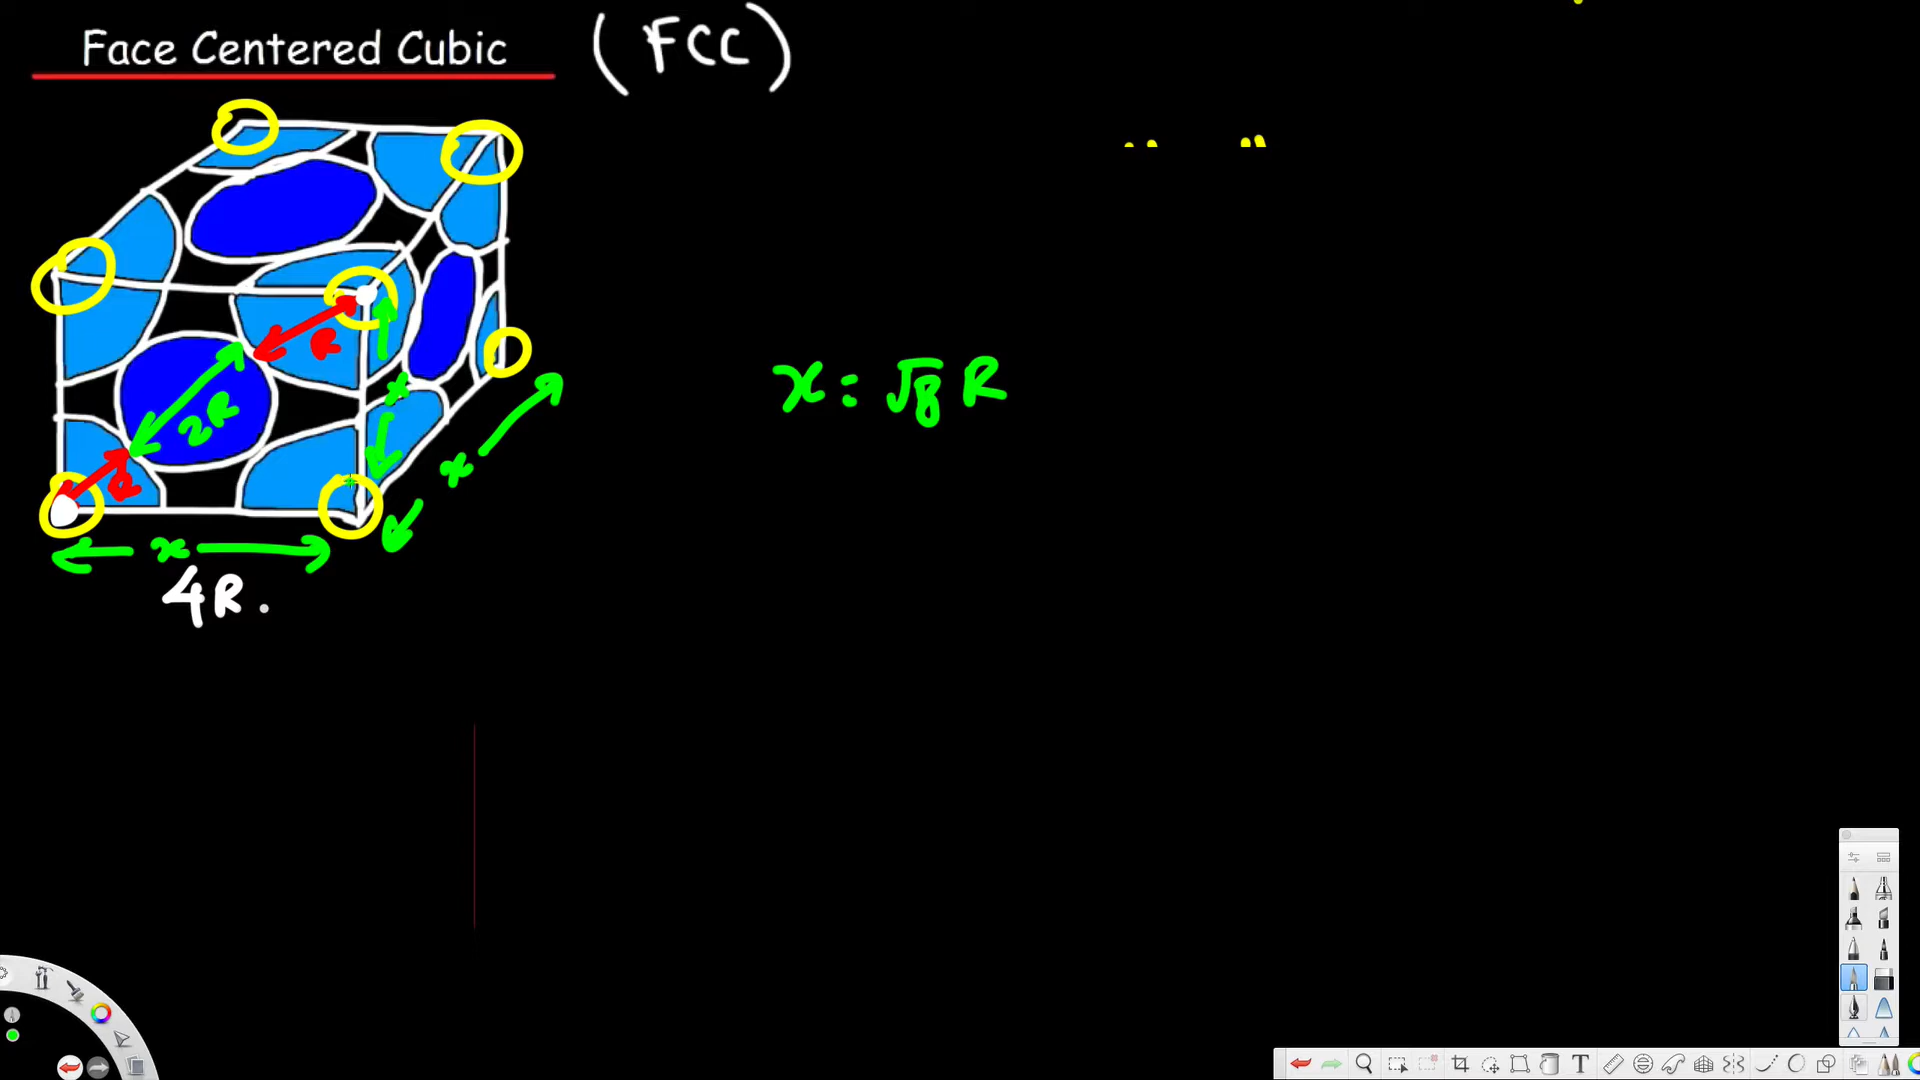 Face Centered Cubic (FCC)
R
x
2R
x = √8 R
x
R
x
4R.